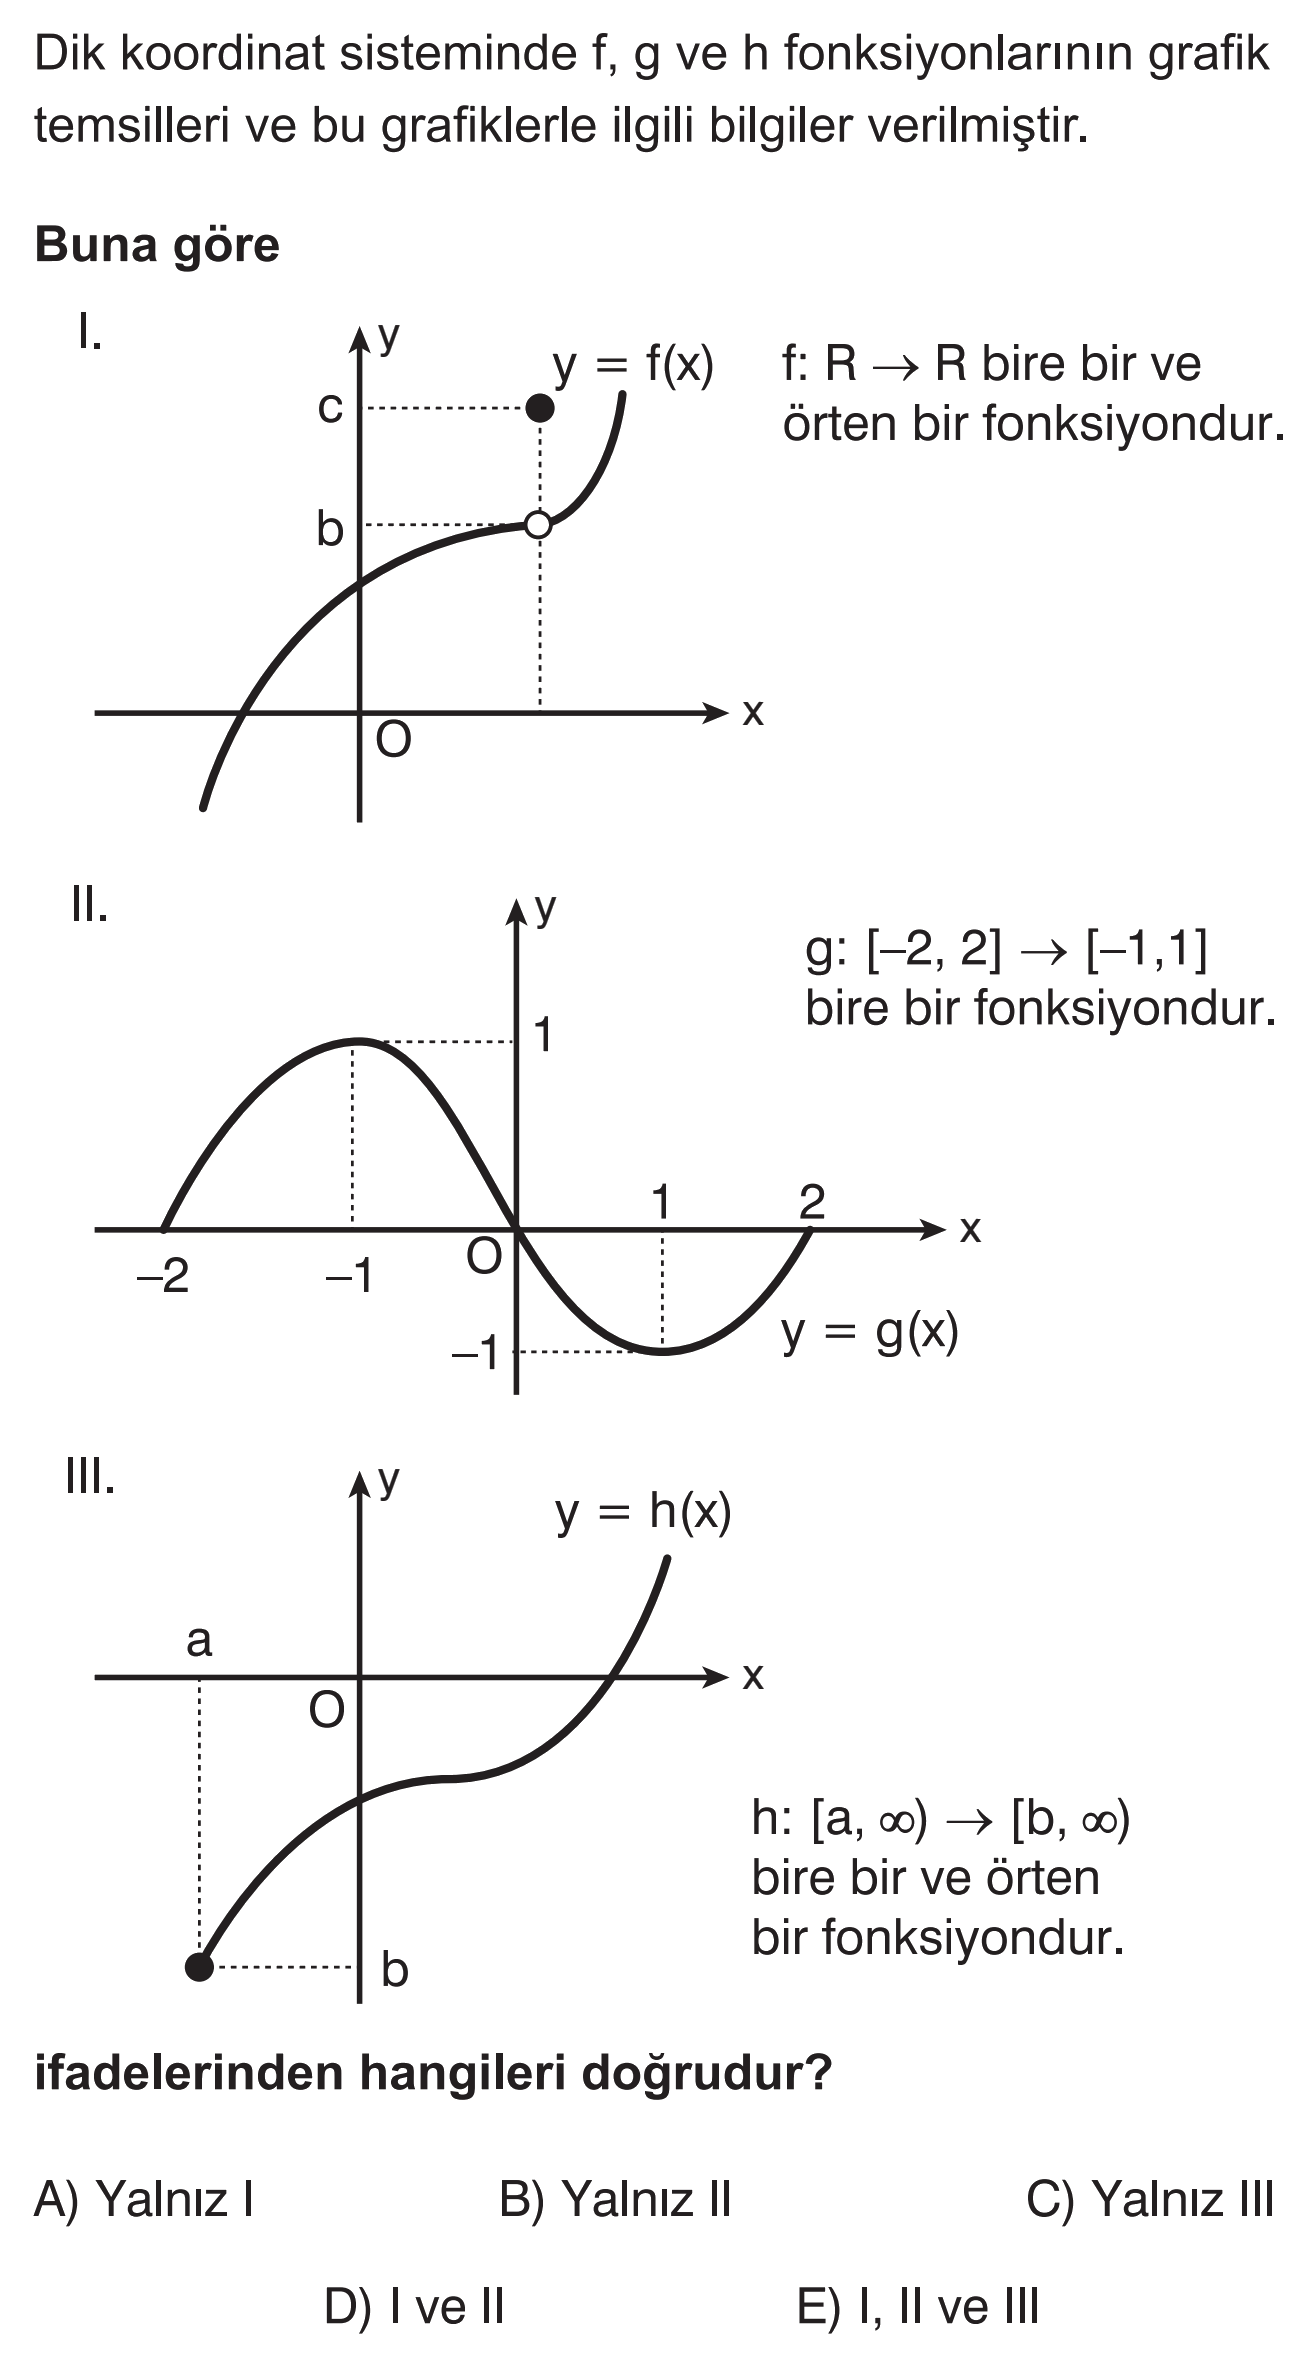 Dik koordinat sisteminde f, g ve h fonksiyonlarının grafik
temsilleri ve bu grafiklerle ilgili bilgiler verilmiştir.
Buna göre
I.
y
y = f(x)
f: R → R bire bir ve
örten bir fonksiyondur.
c
b
x
O
II.
y
g: [–2, 2] → [–1,1]
bire bir fonksiyondur.
1
1
2
x
O
–2
–1
–1
y = g(x)
III.
y
y = h(x)
a
x
O
h: [a, ∞) → [b, ∞)
bire bir ve örten
bir fonksiyondur.
b
ifadelerinden hangileri doğrudur?
A) Yalnız I B) Yalnız II C) Yalnız III
D) I ve II E) I, II ve III